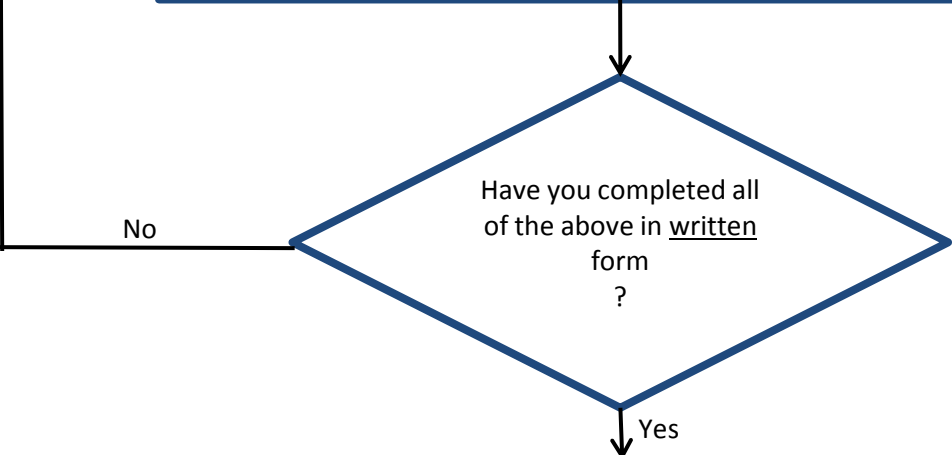 Have you completed all
of the above in written
form
?
No
Yes